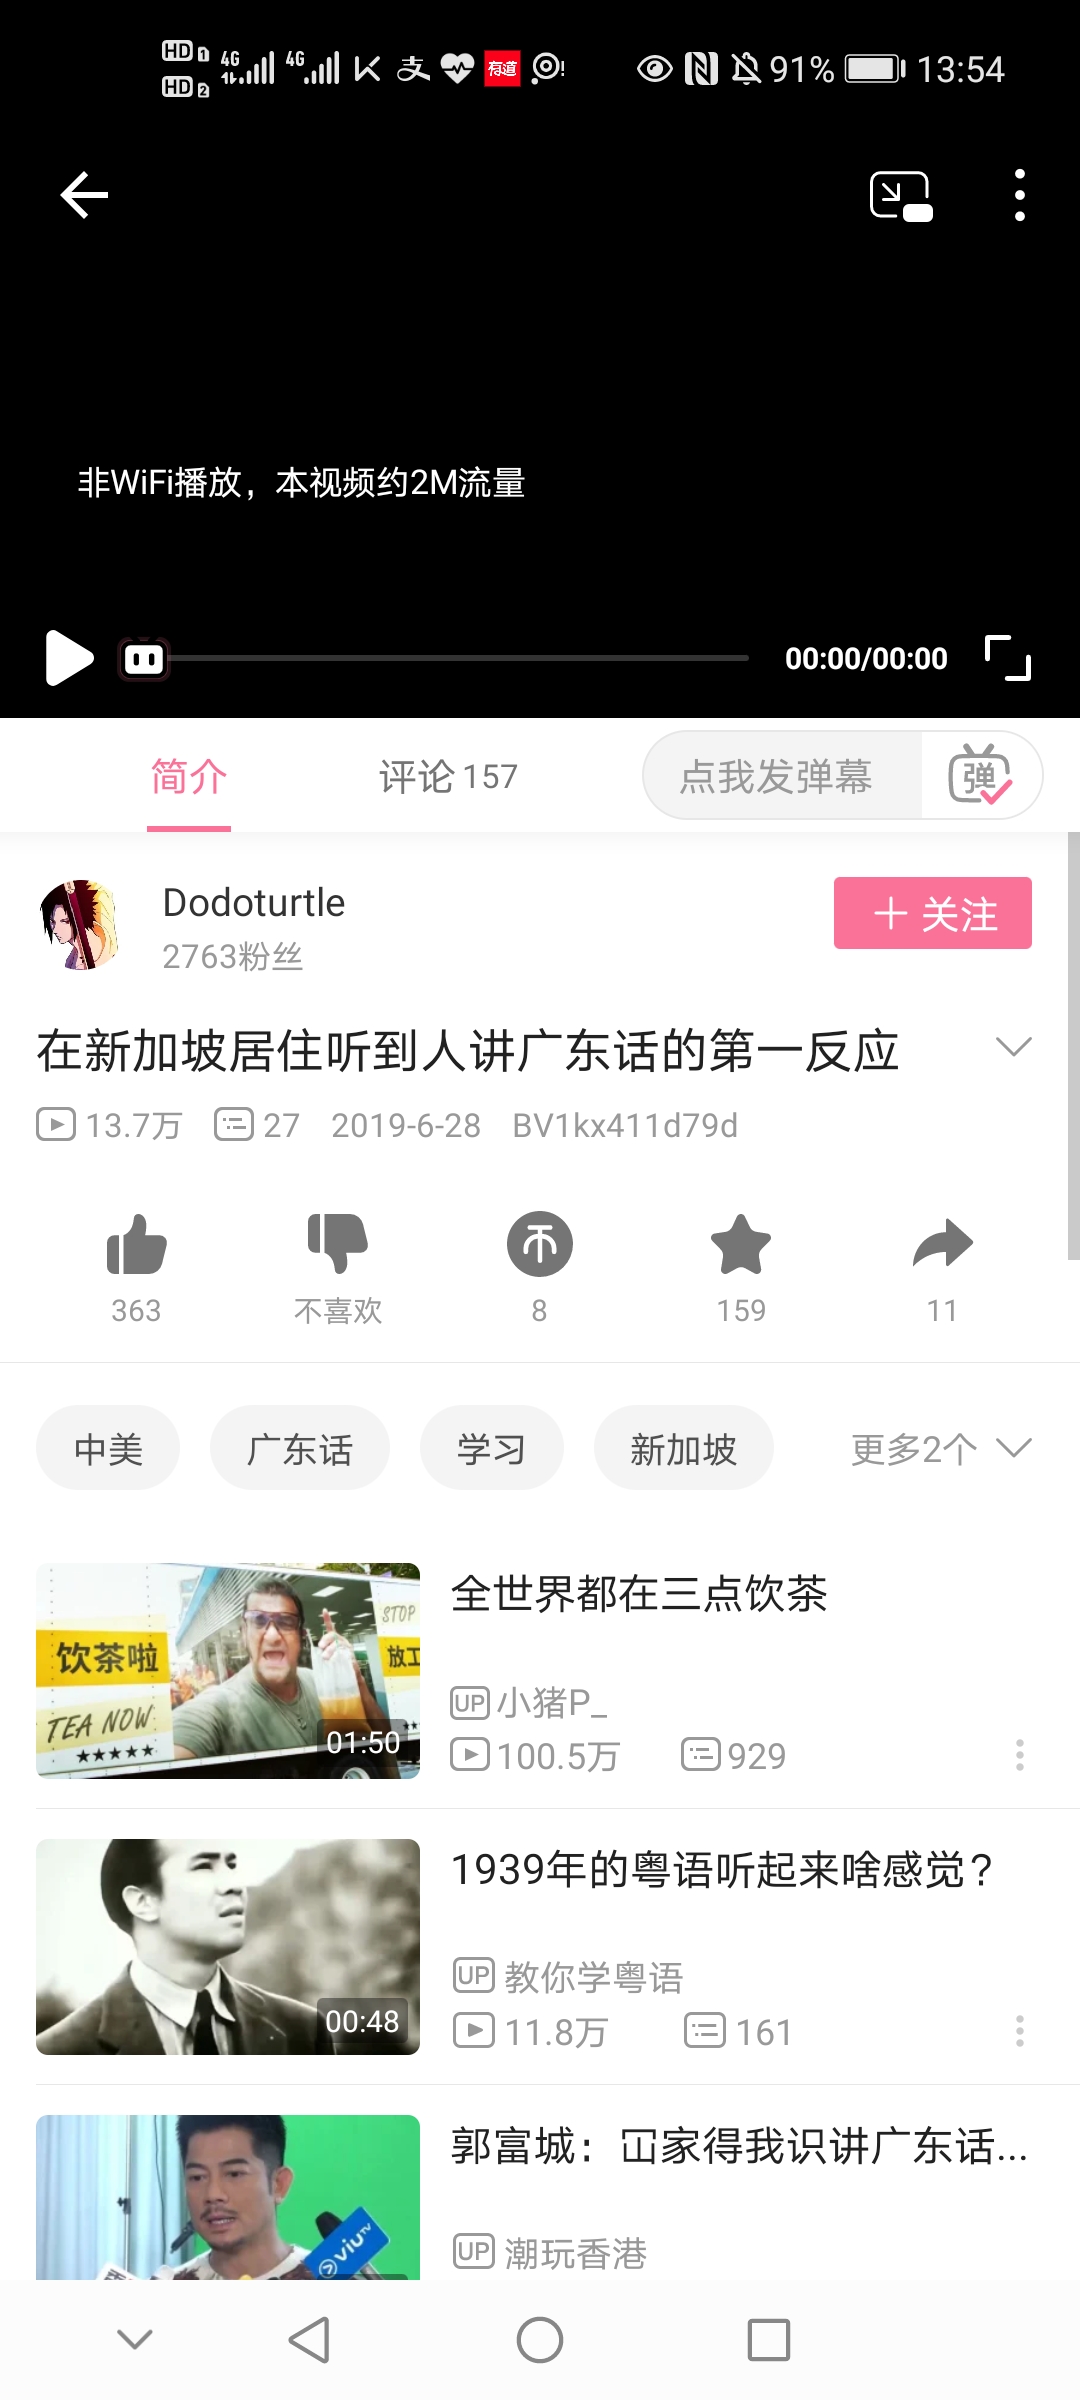 HD 1 4G 4G K 支 有道 91% 13:54
HD 2
非WiFi播放，本视频约2M流量
00:00/00:00
简介 评论 157 点我发弹幕 弹
Dodoturtle
2763粉丝
＋ 关注
在新加坡居住听到人讲广东话的第一反应
13.7万 27 2019-6-28 BV1kx411d79d
363 不喜欢 8 159 11
中美 广东话 学习 新加坡 更多2个
饮茶啦
TEA NOW
STOP
放工
01:50
全世界都在三点饮茶
UP 小猪P_
100.5万 929
00:48
1939年的粤语听起来啥感觉？
UP 教你学粤语
11.8万 161
viuTV
郭富城：冚家得我识讲广东话...
UP 潮玩香港